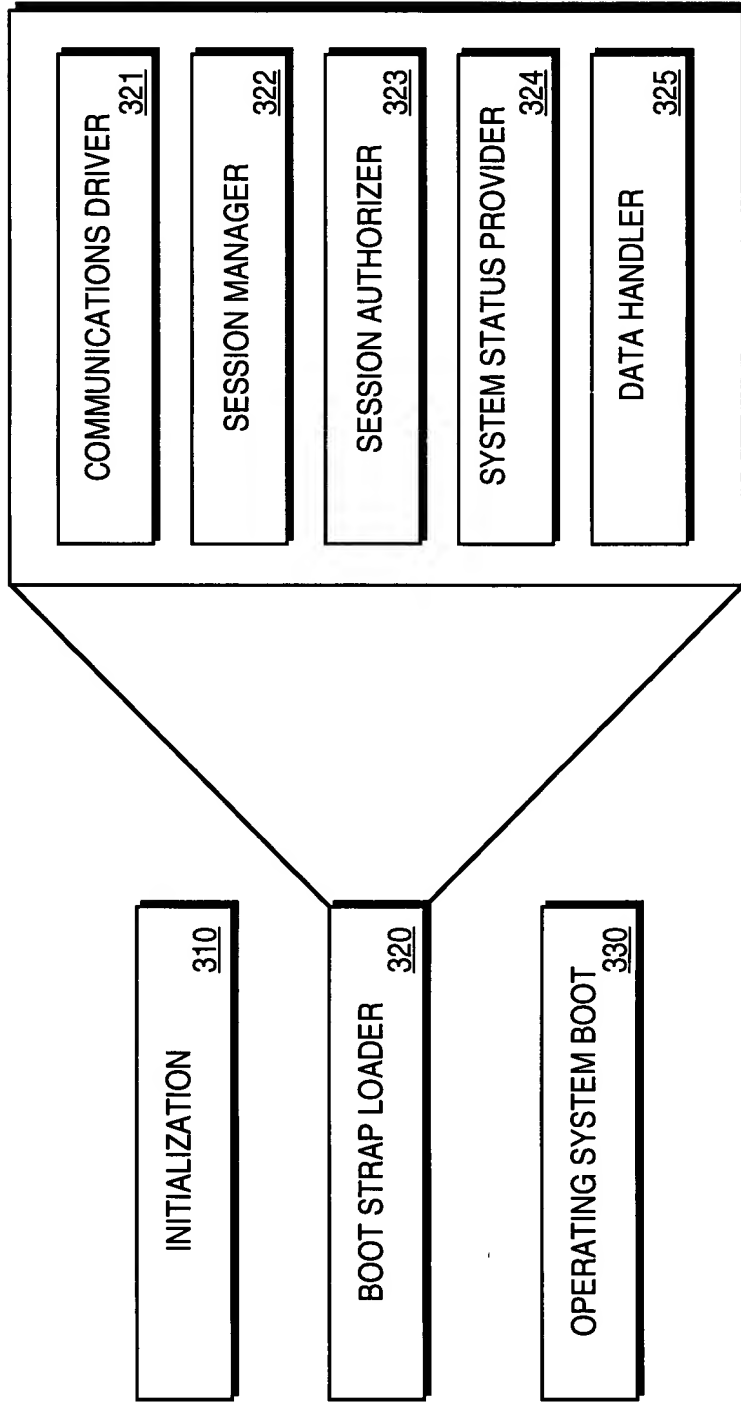 INITIALIZATION
310
BOOT STRAP LOADER
320
OPERATING SYSTEM BOOT
330
COMMUNICATIONS DRIVER
321
SESSION MANAGER
322
SESSION AUTHORIZER
323
SYSTEM STATUS PROVIDER
324
DATA HANDLER
325